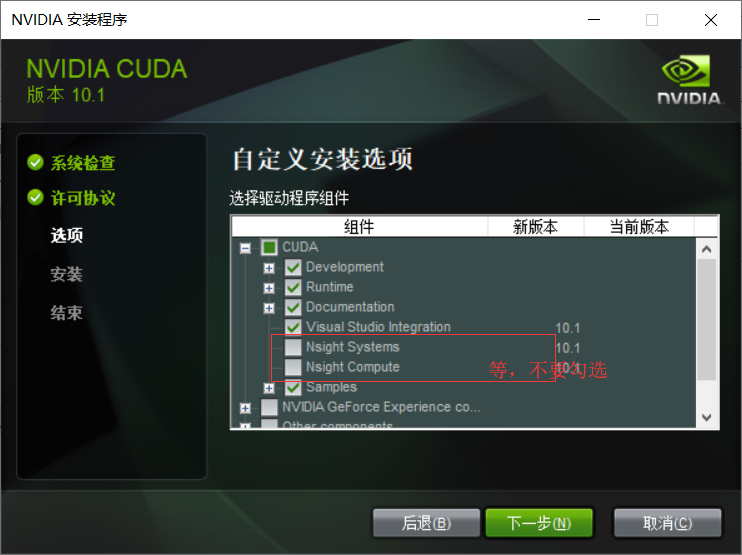 NVIDIA 安装程序
NVIDIA CUDA
版本 10.1
NVIDIA.
系统检查
许可协议
选项
安装
结束
自定义安装选项
选择驱动程序组件
组件 新版本 当前版本
CUDA
Development
Runtime
Documentation
Visual Studio Integration 10.1
Nsight Systems 10.1
Nsight Compute 10.1
等，不要勾选
Samples
NVIDIA GeForce Experience co...
Other components
后退(B) 下一步(N) 取消(C)